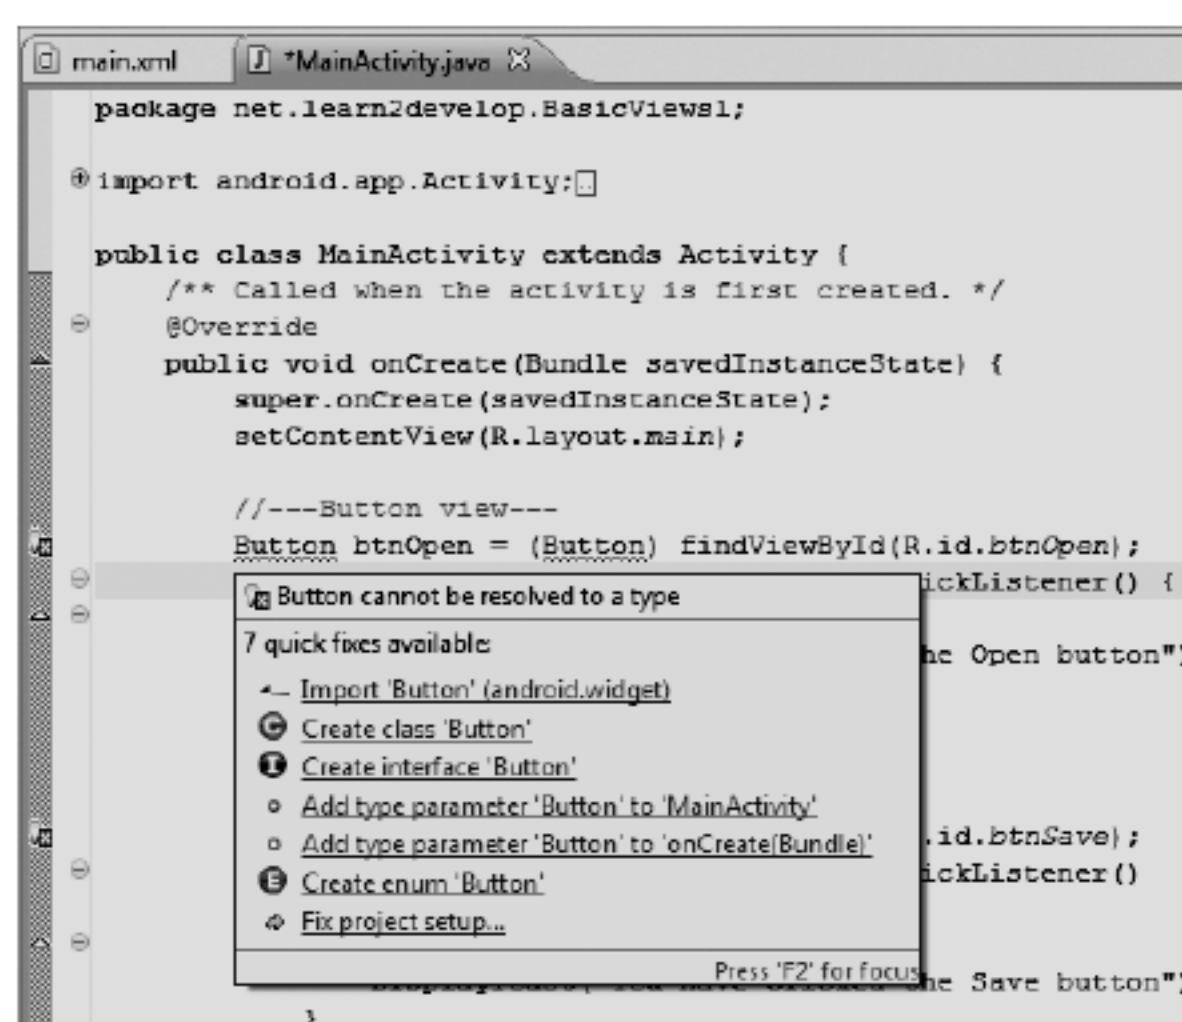 main.xml *MainActivity.java
package net.learn2develop.BasicViews1;
import android.app.Activity;
public class MainActivity extends Activity {
/** Called when the activity is first created. */
@Override
public void onCreate(Bundle savedInstanceState) {
super.onCreate(savedInstanceState);
setContentView(R.layout.main);
//---Button view---
Button btnOpen = (Button) findViewById(R.id.btnOpen);
ickListener() {
Button cannot be resolved to a type
7 quick fixes available:
he Open button")
Import 'Button' (android.widget)
Create class 'Button'
Create interface 'Button'
Add type parameter 'Button' to 'MainActivity'
Add type parameter 'Button' to 'onCreate(Bundle)'
.id.btnSave);
Create enum 'Button'
ickListener()
Fix project setup...
Press 'F2' for focus
he Save button")
}